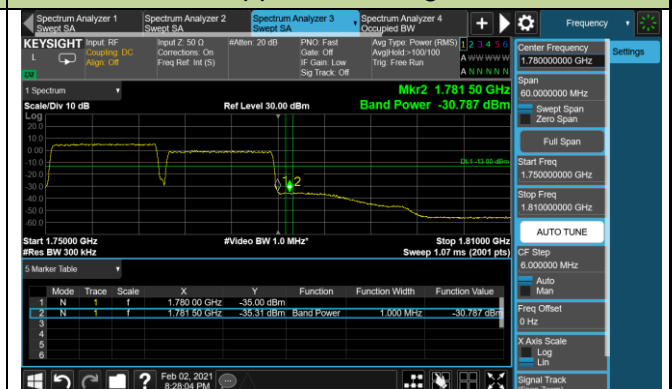 Spectrum Analyzer 1
Swept SA
Spectrum Analyzer 2
Swept SA
Spectrum Analyzer 3
Swept SA
Spectrum Analyzer 4
Occupied BW
Frequency
KEYSIGHT
L
Input: RF
Coupling: DC
Align: Off
Input Z: 50 Ω
Corrections: On
Freq Ref: Int (S)
#Atten: 20 dB
PNO: Fast
Gate: Off
IF Gain: Low
Sig Track: Off
Avg Type: Power (RMS)
Avg|Hold:>100/100
Trig: Free Run
1 2 3 4 5 6
A W W W W W
A N N N N N
Center Frequency
1.780000000 GHz
Settings
Span
60.0000000 MHz
Swept Span
Zero Span
Full Span
Start Freq
1.750000000 GHz
Stop Freq
1.810000000 GHz
AUTO TUNE
CF Step
6.000000 MHz
Auto
Man
Freq Offset
0 Hz
X Axis Scale
Log
Lin
Signal Track
1 Spectrum
Scale/Div 10 dB
Ref Level 30.00 dBm
Mkr2 1.781 50 GHz
Band Power -30.787 dBm
Log
20.0
10.0
0.00
-10.0
-20.0
-30.0
-40.0
-50.0
-60.0
DL1 -13.00 dBm
1
2
Start 1.75000 GHz
#Res BW 300 kHz
#Video BW 1.0 MHz*
Stop 1.81000 GHz
Sweep 1.07 ms (2001 pts)
5 Marker Table
Mode Trace Scale X Y Function Function Width Function Value
1 N 1 f 1.780 00 GHz -35.00 dBm
2 N 1 f 1.781 50 GHz -35.31 dBm Band Power 1.000 MHz -30.787 dBm
3
4
5
6
?
Feb 02, 2021
8:28:04 PM